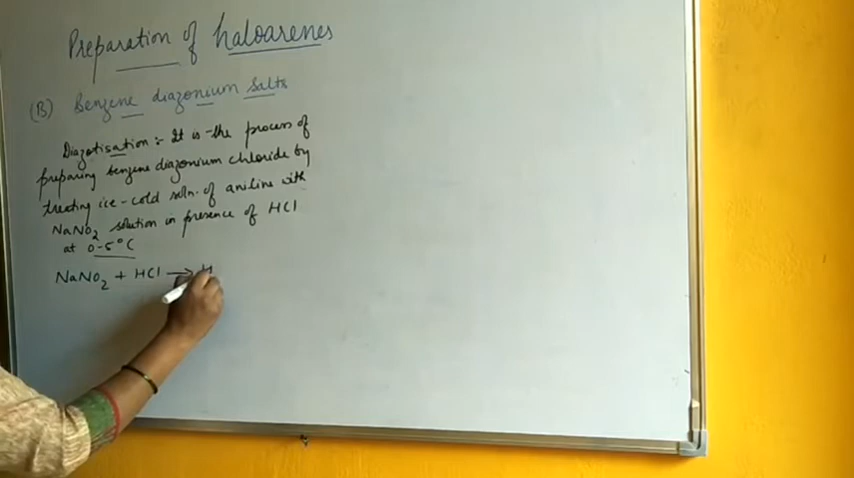 Preparation of haloarenes
(B) Benzene diazonium salts
Diazotisation :- It is the process of
preparing benzene diazonium chloride by
treating ice-cold soln. of aniline with
NaNO2 solution in presence of HCl
at 0-5°C
NaNO2 + HCl → H